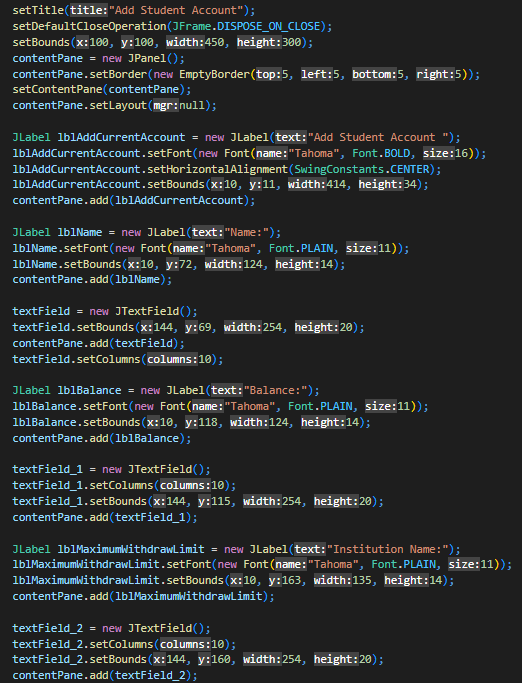 setTitle(title:"Add Student Account");
setDefaultCloseOperation(JFrame.DISPOSE_ON_CLOSE);
setBounds(x:100, y:100, width:450, height:300);
contentPane = new JPanel();
contentPane.setBorder(new EmptyBorder(top:5, left:5, bottom:5, right:5));
setContentPane(contentPane);
contentPane.setLayout(mgr:null);

JLabel lblAddCurrentAccount = new JLabel(text:"Add Student Account ");
lblAddCurrentAccount.setFont(new Font(name:"Tahoma", Font.BOLD, size:16));
lblAddCurrentAccount.setHorizontalAlignment(SwingConstants.CENTER);
lblAddCurrentAccount.setBounds(x:10, y:11, width:414, height:34);
contentPane.add(lblAddCurrentAccount);

JLabel lblName = new JLabel(text:"Name:");
lblName.setFont(new Font(name:"Tahoma", Font.PLAIN, size:11));
lblName.setBounds(x:10, y:72, width:124, height:14);
contentPane.add(lblName);

textField = new JTextField();
textField.setBounds(x:144, y:69, width:254, height:20);
contentPane.add(textField);
textField.setColumns(columns:10);

JLabel lblBalance = new JLabel(text:"Balance:");
lblBalance.setFont(new Font(name:"Tahoma", Font.PLAIN, size:11));
lblBalance.setBounds(x:10, y:118, width:124, height:14);
contentPane.add(lblBalance);

textField_1 = new JTextField();
textField_1.setColumns(columns:10);
textField_1.setBounds(x:144, y:115, width:254, height:20);
contentPane.add(textField_1);

JLabel lblMaximumWithdrawLimit = new JLabel(text:"Institution Name:");
lblMaximumWithdrawLimit.setFont(new Font(name:"Tahoma", Font.PLAIN, size:11));
lblMaximumWithdrawLimit.setBounds(x:10, y:163, width:135, height:14);
contentPane.add(lblMaximumWithdrawLimit);

textField_2 = new JTextField();
textField_2.setColumns(columns:10);
textField_2.setBounds(x:144, y:160, width:254, height:20);
contentPane.add(textField_2);